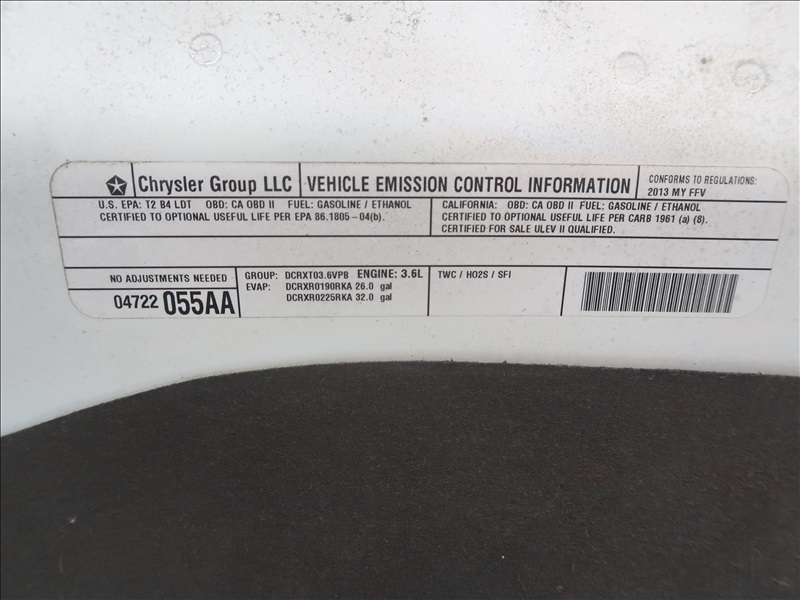 Chrysler Group LLC
VEHICLE EMISSION CONTROL INFORMATION
CONFORMS TO REGULATIONS:
2013 MY FFV
U.S. EPA: T2 B4 LDT OBD: CA OBD II FUEL: GASOLINE / ETHANOL
CERTIFIED TO OPTIONAL USEFUL LIFE PER EPA 86.1805-04(b).
CALIFORNIA: OBD: CA OBD II FUEL: GASOLINE / ETHANOL
CERTIFIED TO OPTIONAL USEFUL LIFE PER CARB 1961 (a) (8).
CERTIFIED FOR SALE ULEV II QUALIFIED.
NO ADJUSTMENTS NEEDED
04722 055AA
GROUP: DCRXT03.6VPB ENGINE: 3.6L
EVAP: DCRXR0190RKA 26.0 gal
DCRXR0225RKA 32.0 gal
TWC / HO2S / SFI